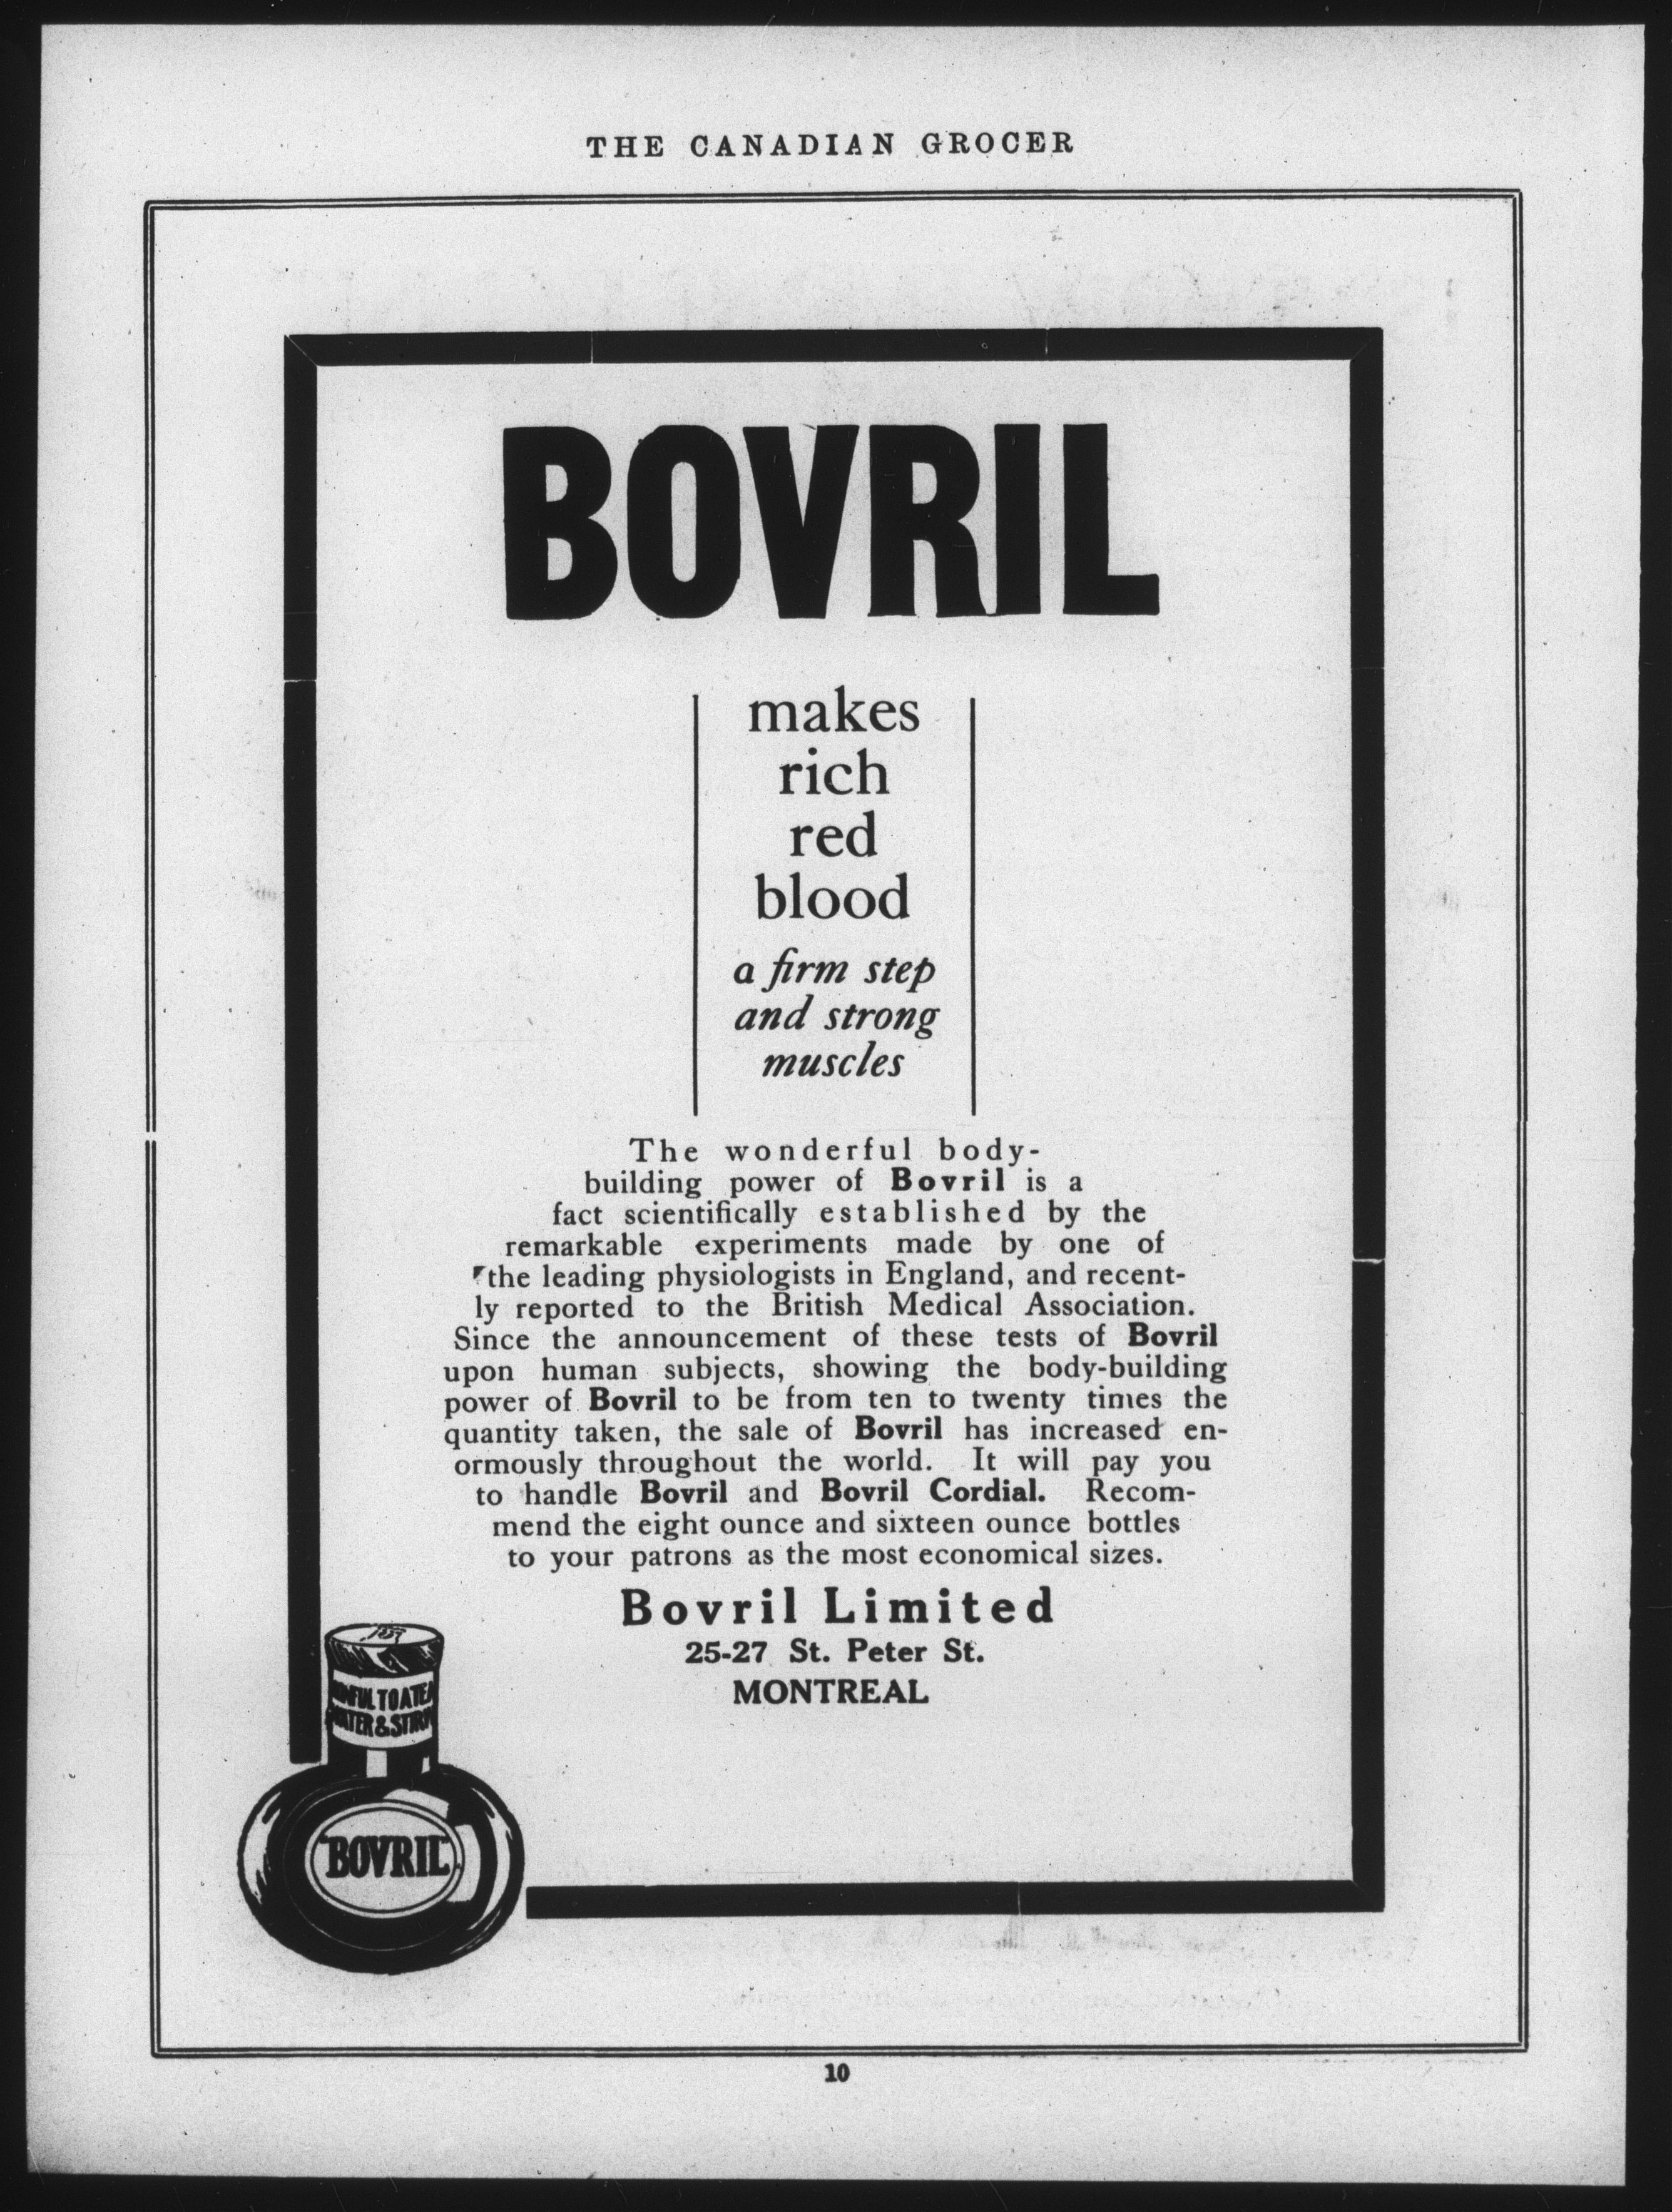 THE CANADIAN GROCER
BOVRIL
makes
rich
red
blood
a firm step
and strong
muscles
The wonderful body-
building power of Bovril is a
fact scientifically established by the
remarkable experiments made by one of
the leading physiologists in England, and recent-
ly reported to the British Medical Association.
Since the announcement of these tests of Bovril
upon human subjects, showing the body-building
power of Bovril to be from ten to twenty times the
quantity taken, the sale of Bovril has increased en-
ormously throughout the world. It will pay you
to handle Bovril and Bovril Cordial. Recom-
mend the eight ounce and sixteen ounce bottles
to your patrons as the most economical sizes.
Bovril Limited
25-27 St. Peter St.
MONTREAL
TO A TEA
& STIR
BOVRIL
10